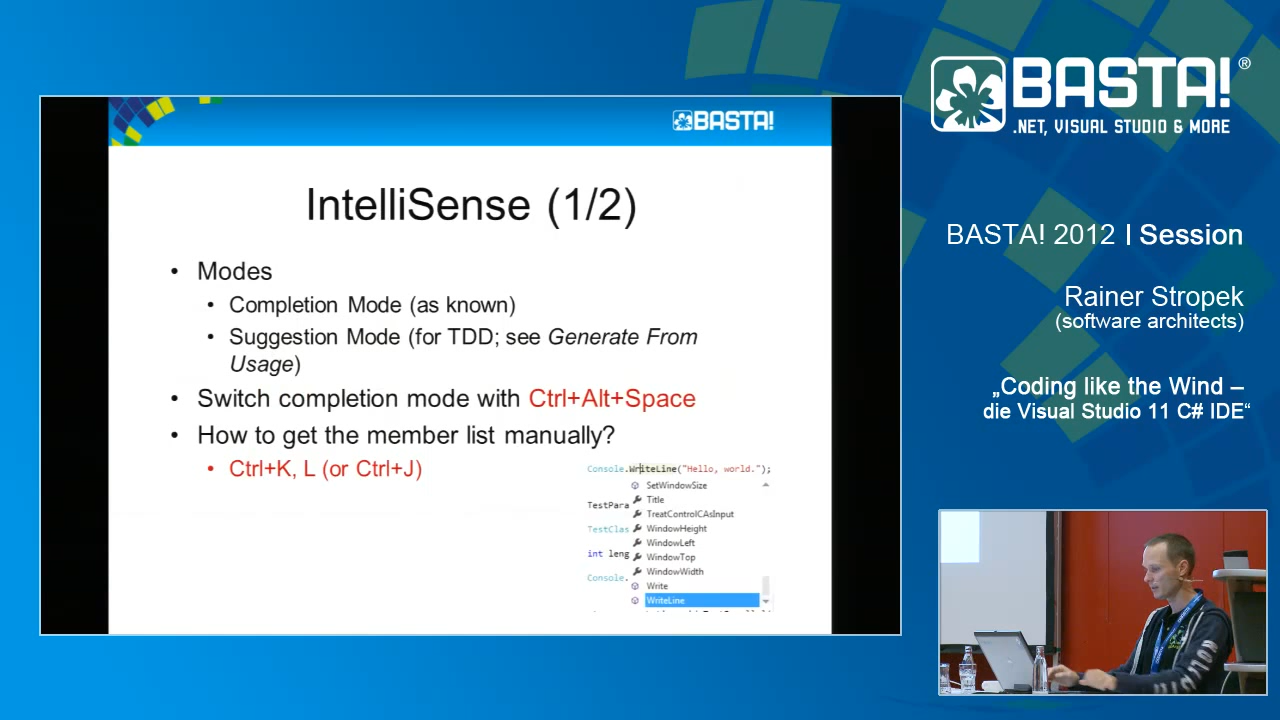 BASTA!
IntelliSense (1/2)
• Modes
• Completion Mode (as known)
• Suggestion Mode (for TDD; see Generate From
Usage)
• Switch completion mode with Ctrl+Alt+Space
• How to get the member list manually?
• Ctrl+K, L (or Ctrl+J)
Console.WriteLine("Hello, world.");
SetWindowSize
Title
TestPara
TreatControlCAsInput
TestClas
WindowHeight
WindowLeft
int leng
WindowTop
WindowWidth
Console.
Write
WriteLine
BASTA!®
.NET, VISUAL STUDIO & MORE
BASTA! 2012 I Session
Rainer Stropek
(software architects)
„Coding like the Wind –
die Visual Studio 11 C# IDE“